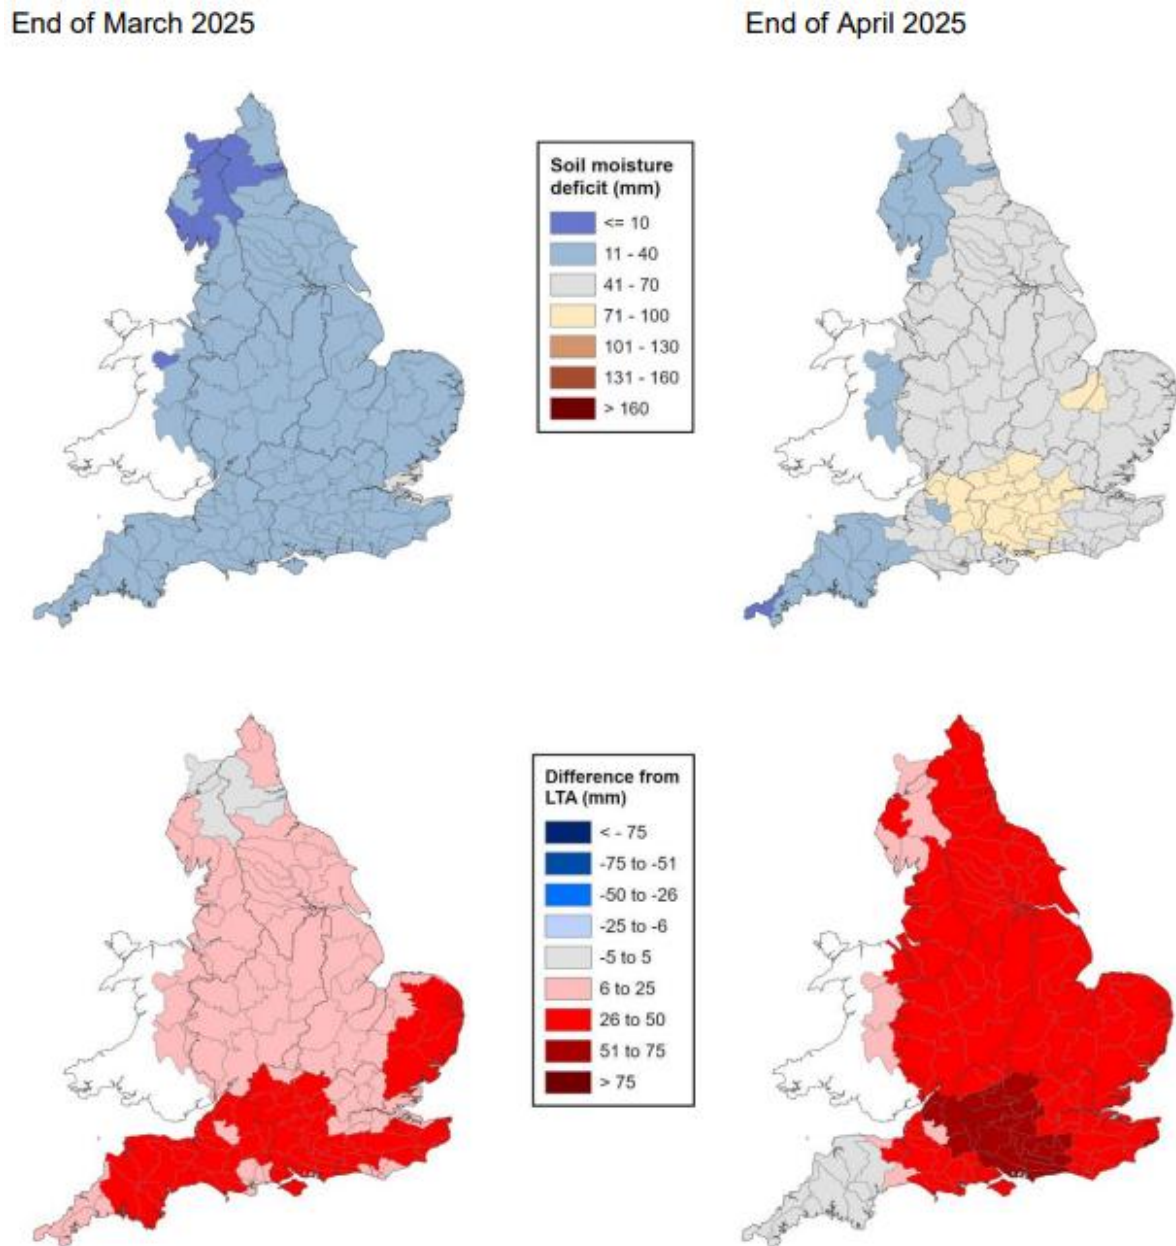 End of March 2025
End of April 2025
Soil moisture
deficit (mm)
<= 10
11 - 40
41 - 70
71 - 100
101 - 130
131 - 160
> 160
Difference from
LTA (mm)
< - 75
-75 to -51
-50 to -26
-25 to -6
-5 to 5
6 to 25
26 to 50
51 to 75
> 75